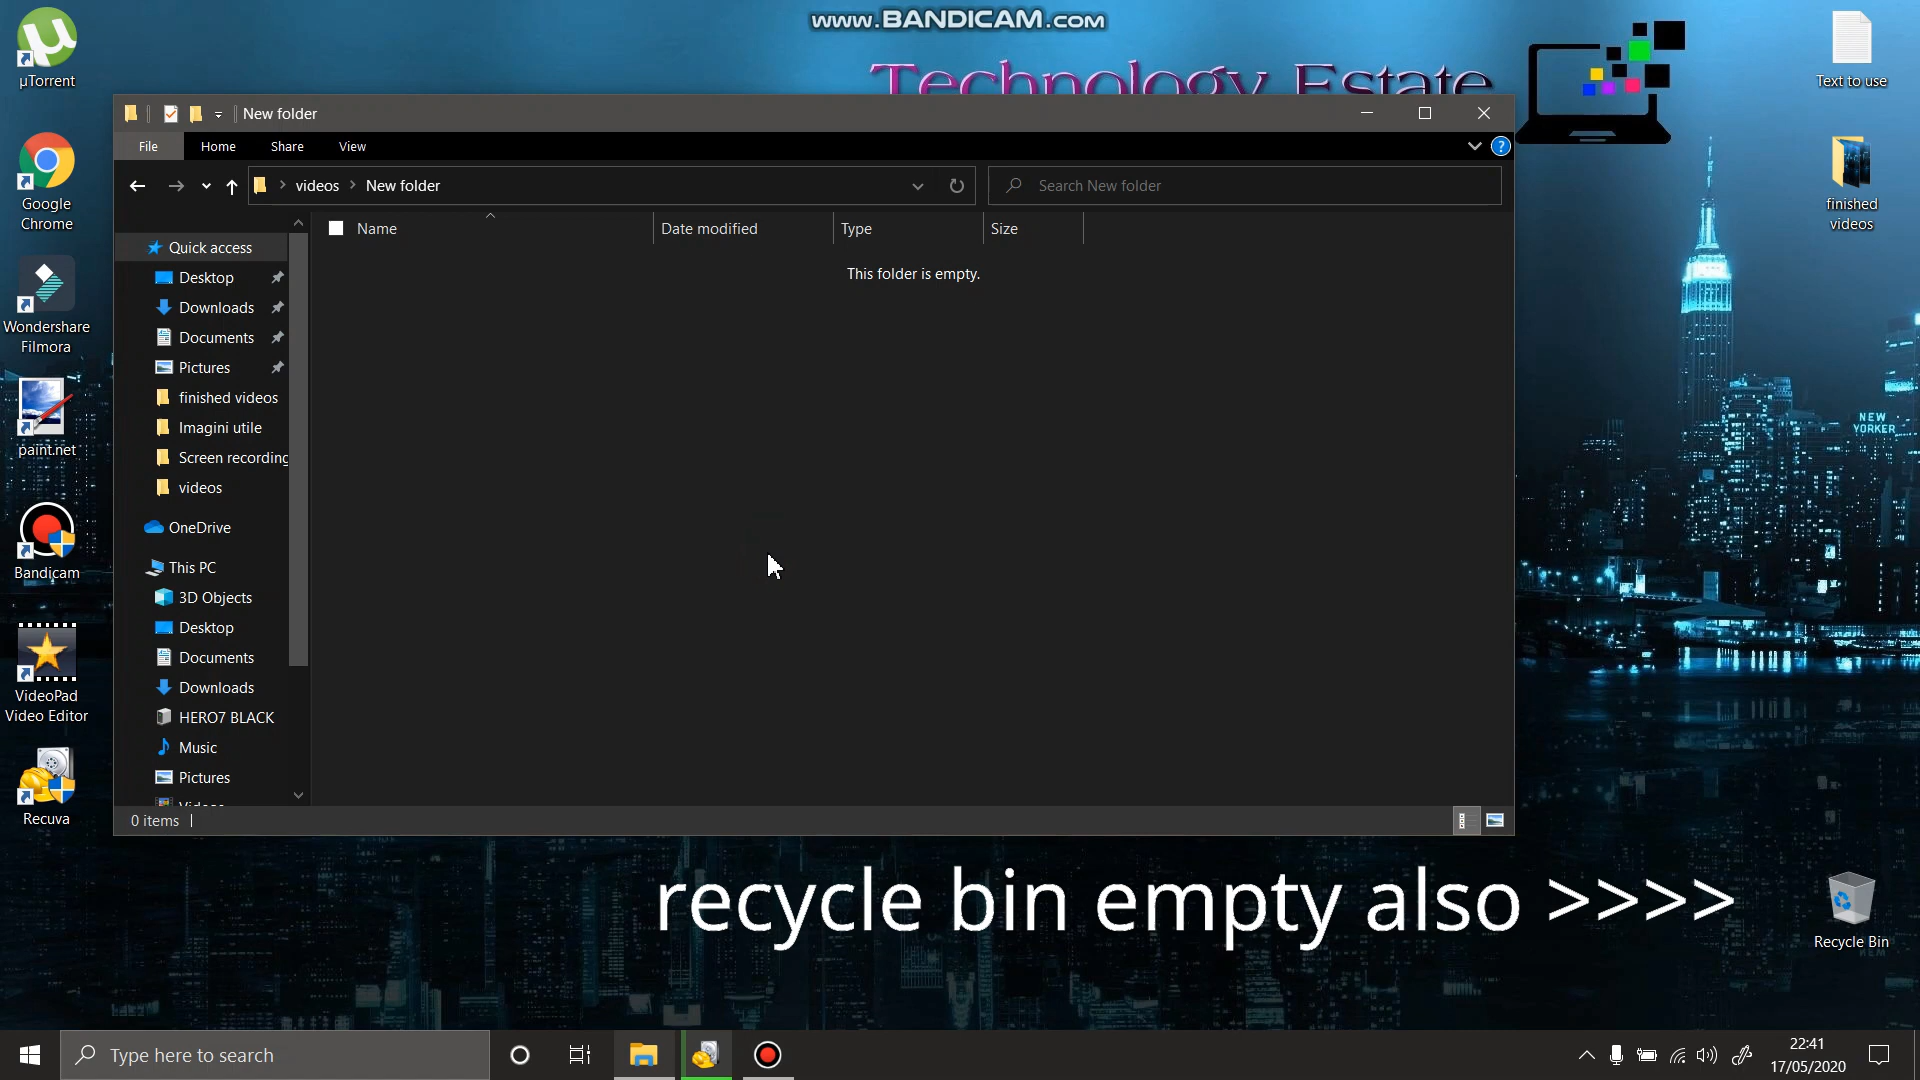 www.BANDICAM.com
Technology Estate
µTorrent
Google
Chrome
Wondershare
Filmora
paint.net
Bandicam
VideoPad
Video Editor
Recuva
New folder
File Home Share View
?
videos New folder
Search New folder
Name Date modified Type Size
This folder is empty.
Quick access
Desktop
Downloads
Documents
Pictures
finished videos
Imagini utile
Screen recording
videos
OneDrive
This PC
3D Objects
Desktop
Documents
Downloads
HERO7 BLACK
Music
Pictures
Videos
0 items
Text to use
finished
videos
NEW
YORKER
recycle bin empty also >>>>
Recycle Bin
Type here to search
22:41
17/05/2020